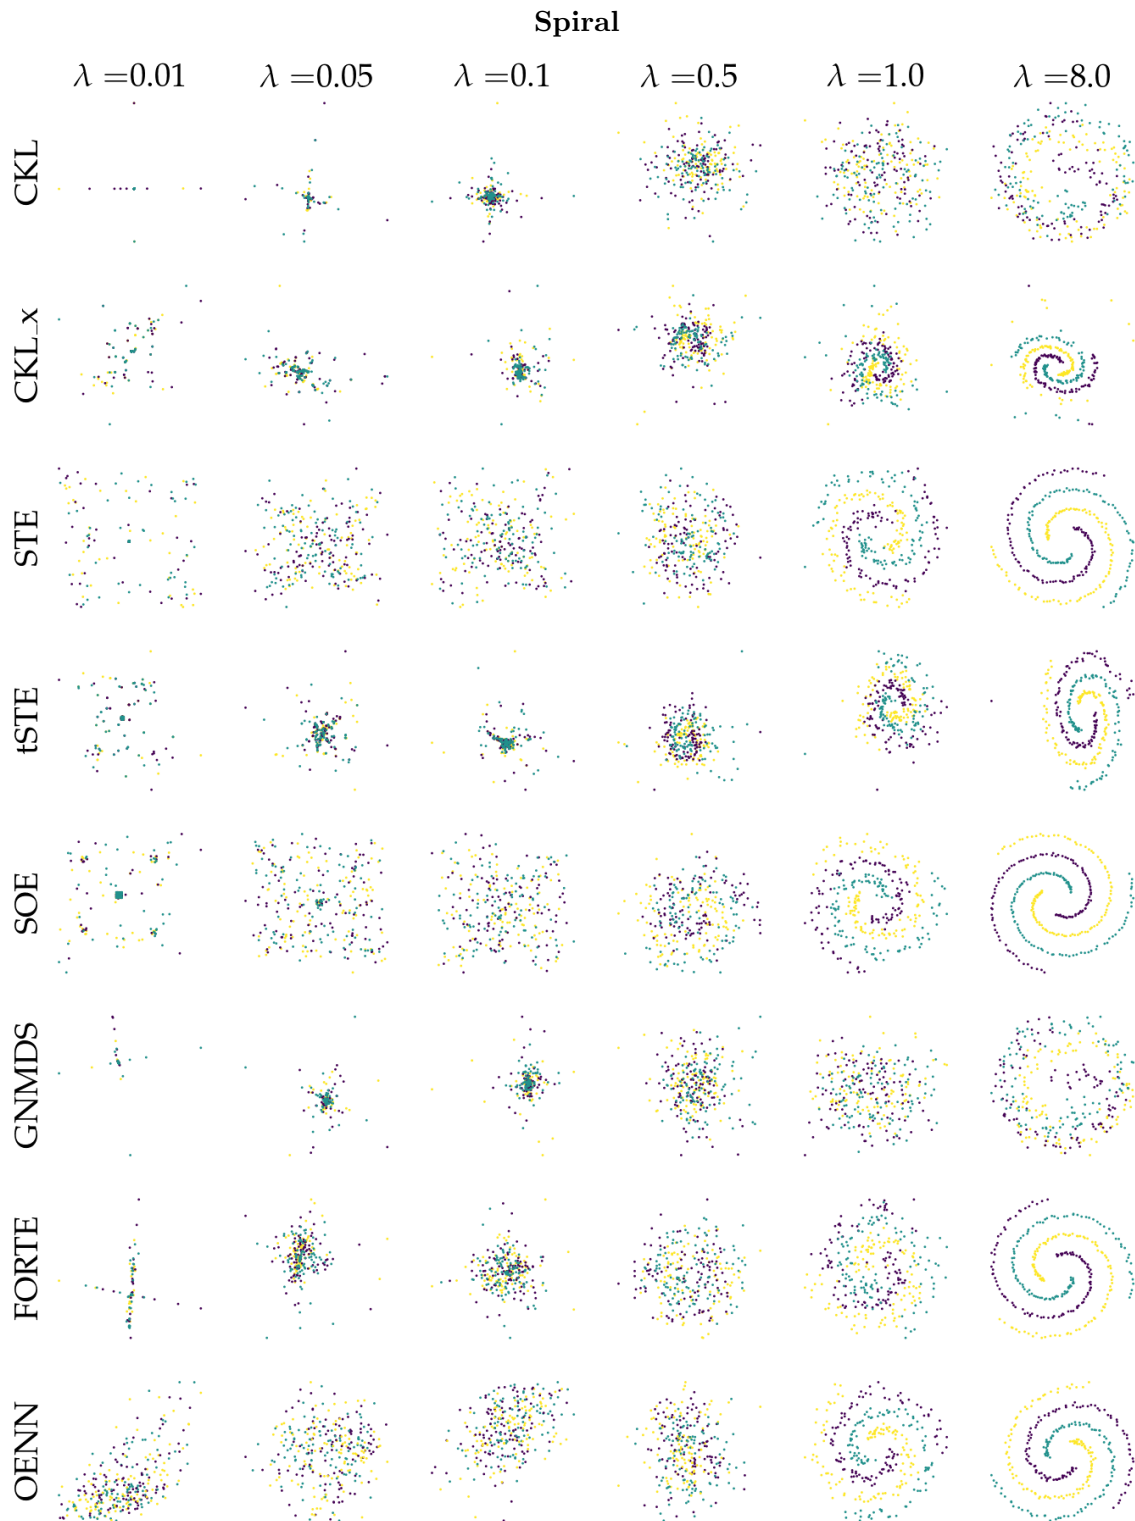 Spiral
λ =0.01 λ =0.05 λ =0.1 λ =0.5 λ =1.0 λ =8.0
CKL
CKL_x
STE
tSTE
SOE
GNMDS
FORTE
OENN